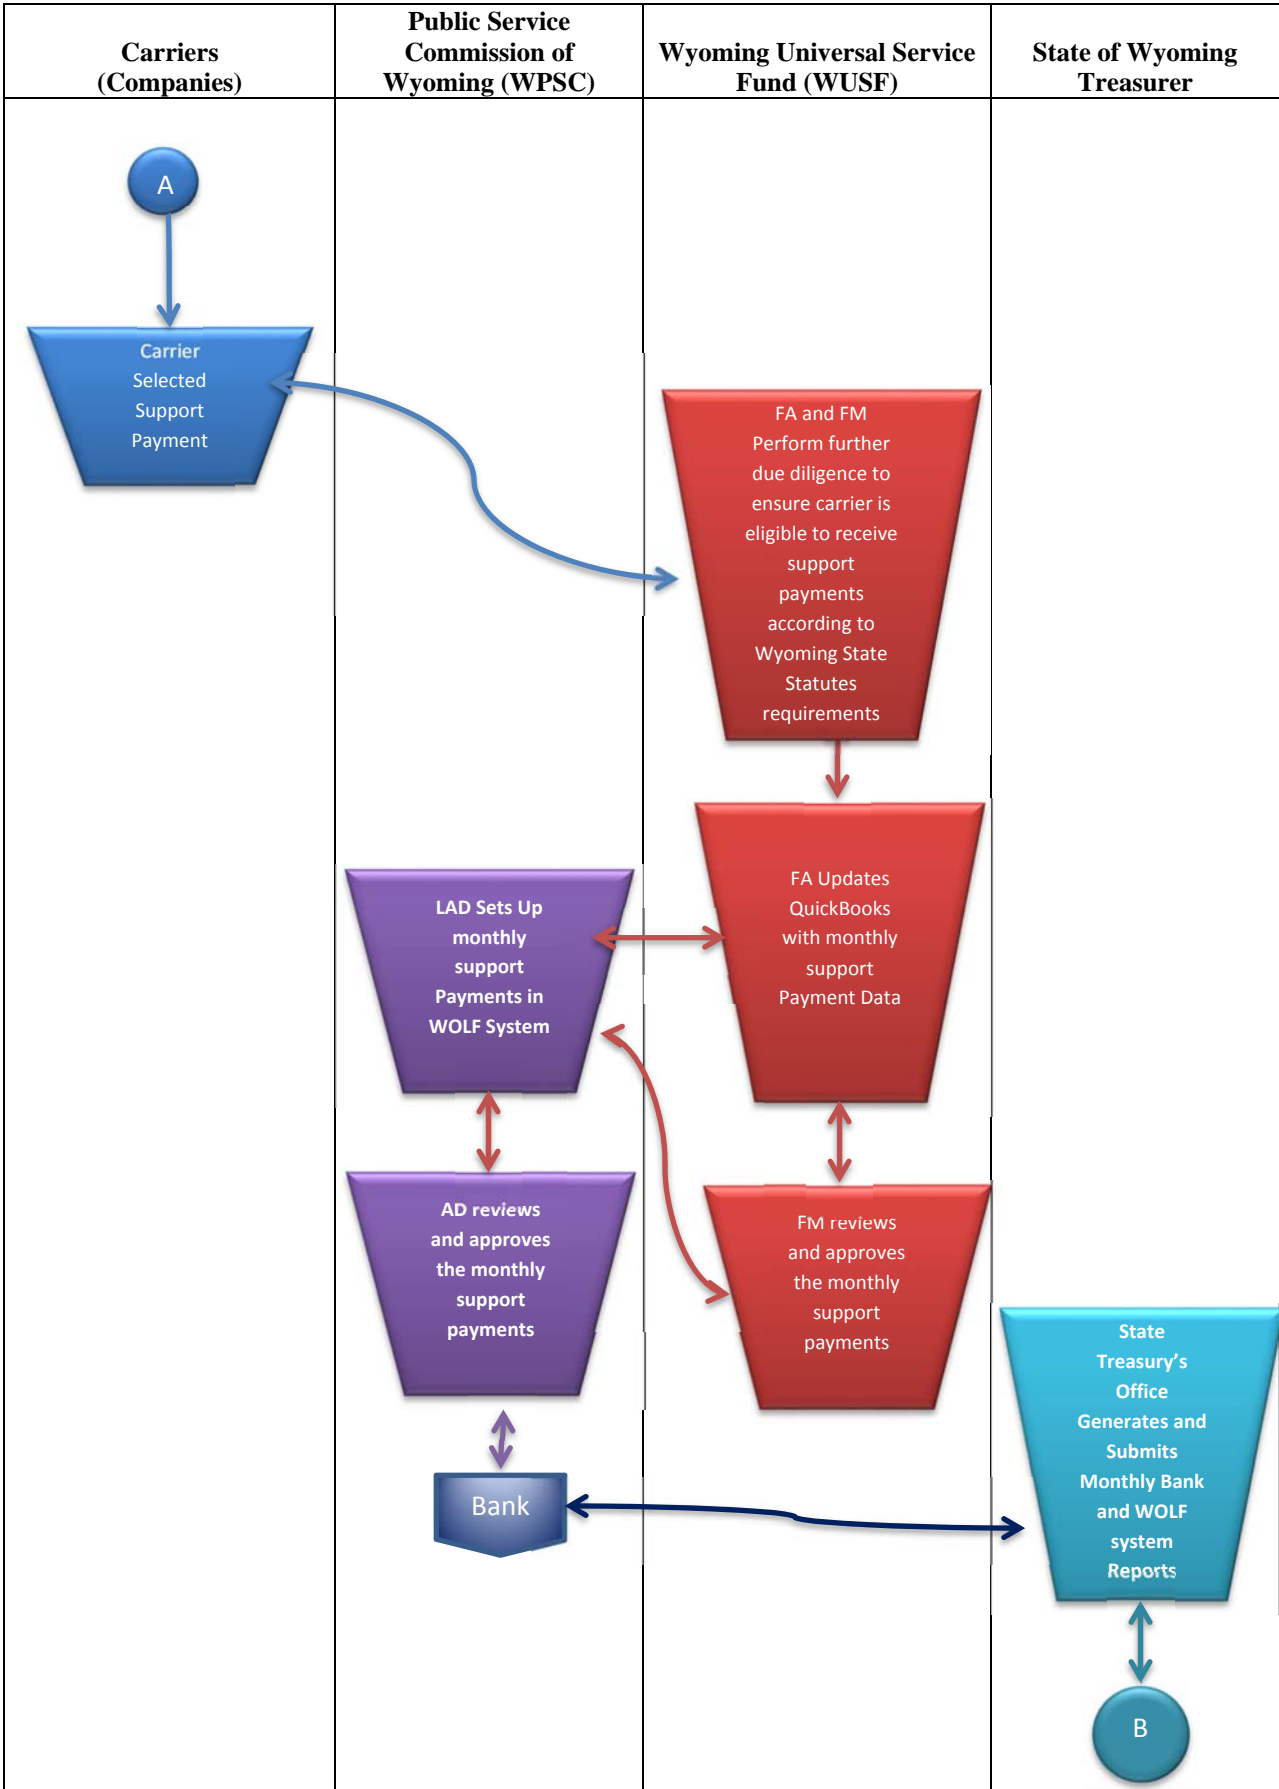 Carriers
(Companies)
Public Service
Commission of
Wyoming (WPSC)
Wyoming Universal Service
Fund (WUSF)
State of Wyoming
Treasurer
A
Carrier
Selected
Support
Payment
FA and FM
Perform further
due diligence to
ensure carrier is
eligible to receive
support
payments
according to
Wyoming State
Statutes
requirements
FA Updates
QuickBooks
with monthly
support
Payment Data
LAD Sets Up
monthly
support
Payments in
WOLF System
AD reviews
and approves
the monthly
support
payments
FM reviews
and approves
the monthly
support
payments
Bank
State
Treasury’s
Office
Generates and
Submits
Monthly Bank
and WOLF
system
Reports
B